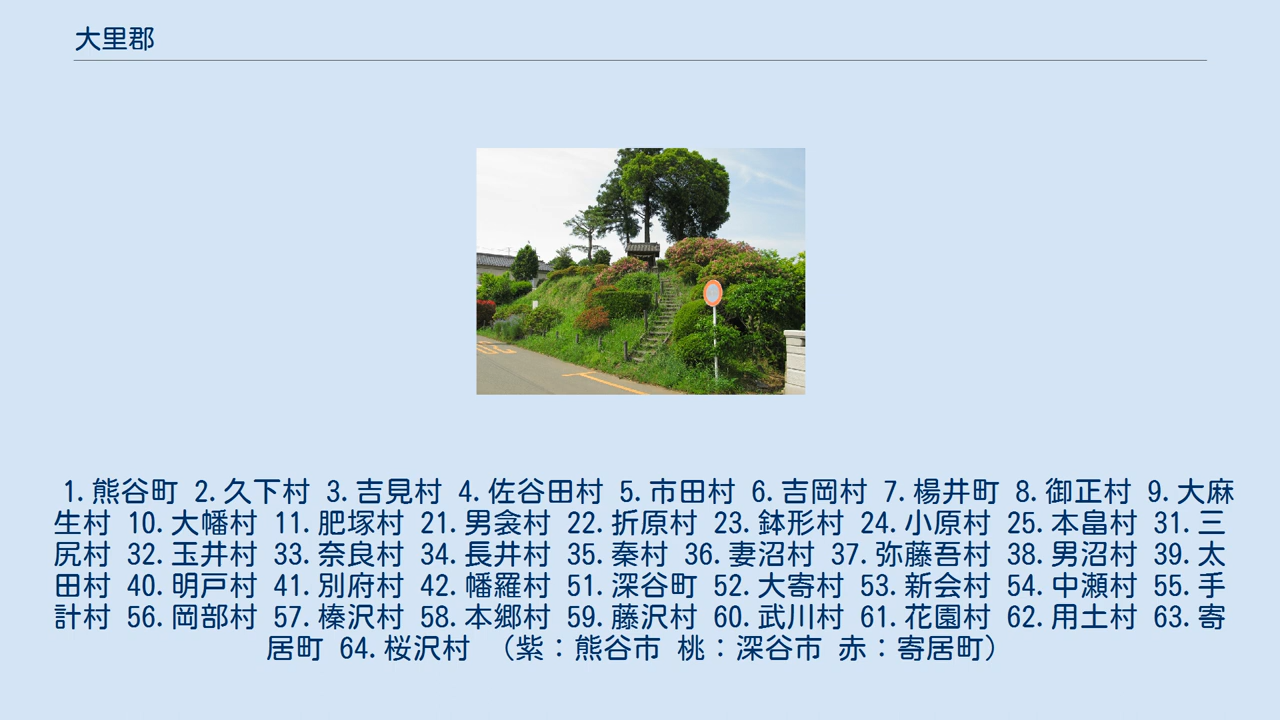 大里郡
1. 熊谷町 2. 久下村 3. 吉見村 4. 佐谷田村 5. 市田村 6. 吉岡村 7. 楊井町 8. 御正村 9. 大麻
生村 10. 大幡村 11. 肥塚村 21. 男衾村 22. 折原村 23. 鉢形村 24. 小原村 25. 本畠村 31. 三
尻村 32. 玉井村 33. 奈良村 34. 長井村 35. 秦村 36. 妻沼村 37. 弥藤吾村 38. 男沼村 39. 太
田村 40. 明戸村 41. 別府村 42. 幡羅村 51. 深谷町 52. 大寄村 53. 新会村 54. 中瀬村 55. 手
計村 56. 岡部村 57. 榛沢村 58. 本郷村 59. 藤沢村 60. 武川村 61. 花園村 62. 用土村 63. 寄
居町 64. 桜沢村 （紫：熊谷市 桃：深谷市 赤：寄居町）